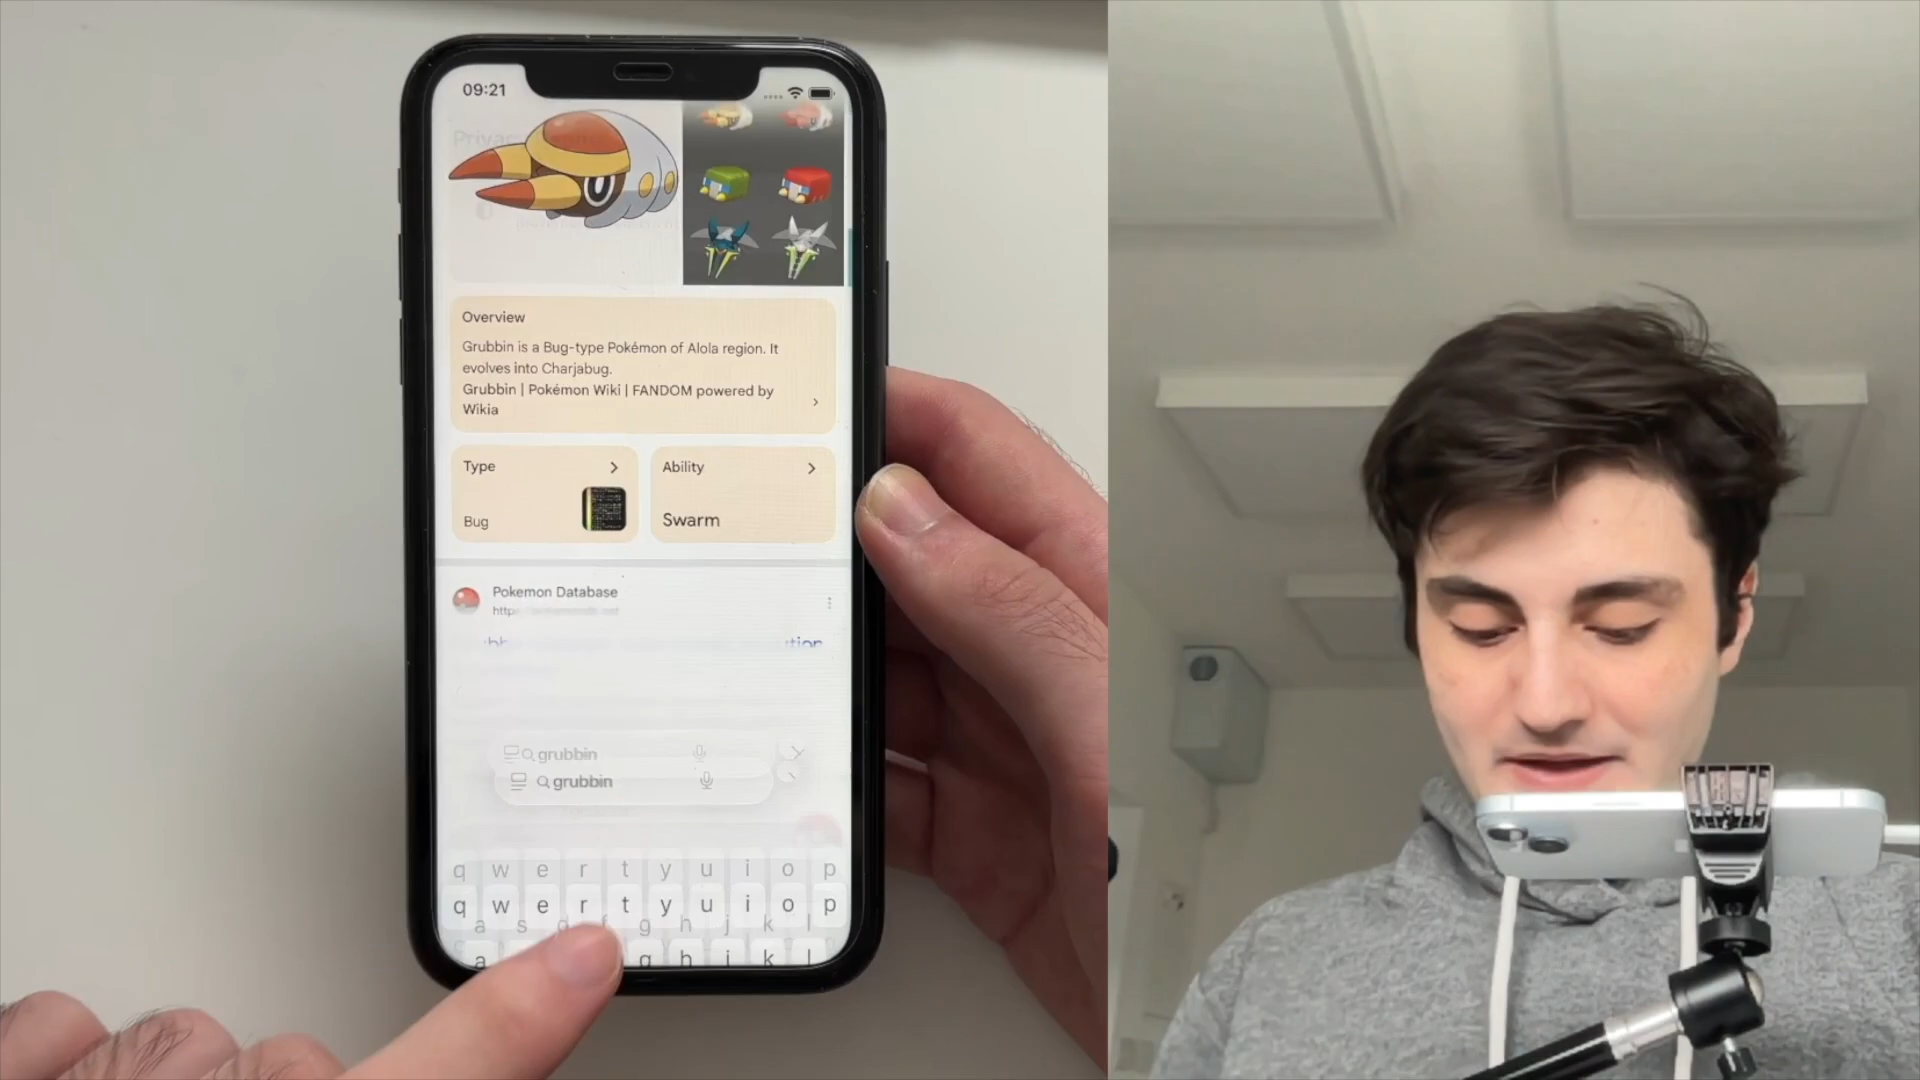 09:21
Overview
Grubbin is a Bug-type Pokémon of Alola region. It
evolves into Charjabug.
Grubbin | Pokémon Wiki | FANDOM powered by
Wikia
Type
Bug
Ability
Swarm
Pokemon Database
grubbin
grubbin
q w e r t y u i o p
q w e r t y u i o p
a s d f g h j k l
a g h j k l